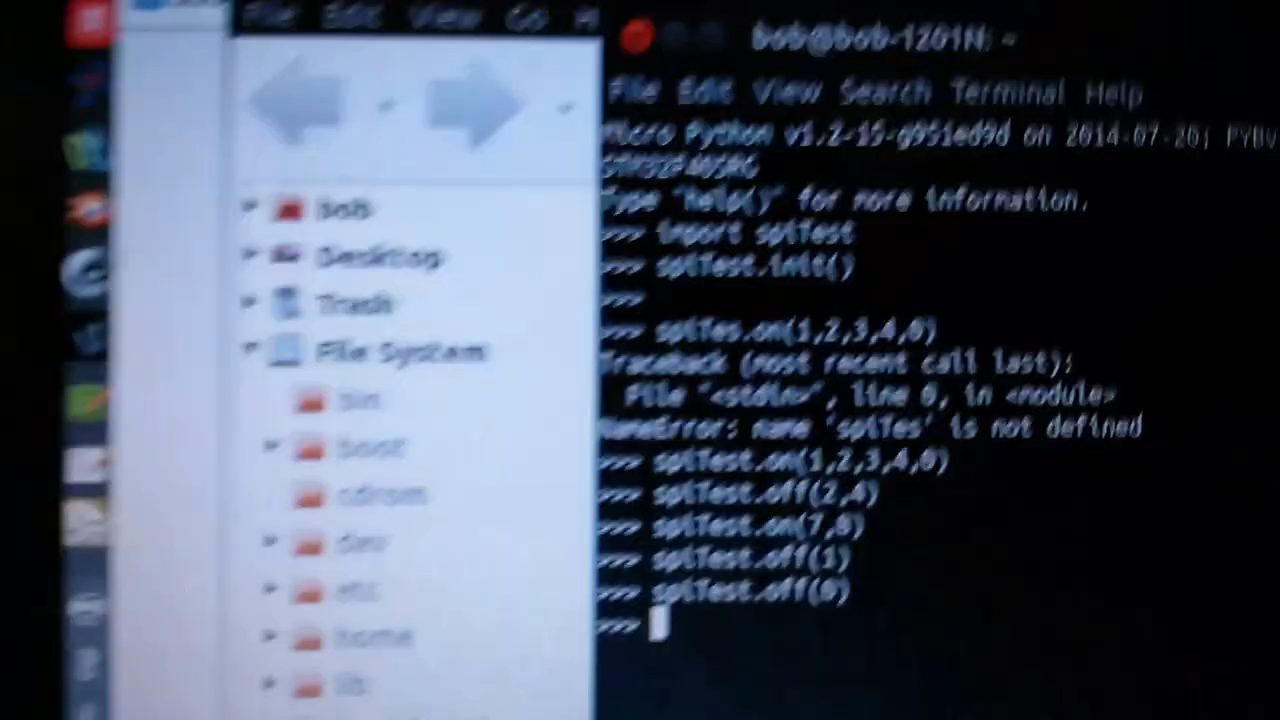 File Edit View Go
bob
Desktop
Trash
File System
bin
boot
cdrom
dev
etc
home
lib
bob@bob-1201N: ~
File Edit View Search Terminal Help
Micro Python v1.2-15-g951ed9d on 2014-07-20; PYBv
Type "help()" for more information.
>>> import spiTest
>>> spiTest.init()
>>>
>>> spiTes.on(1,2,3,4,0)
Traceback (most recent call last):
File "<stdin>", line 0, in <module>
NameError: name 'spiTes' is not defined
>>> spiTest.on(1,2,3,4,0)
>>> spiTest.off(2,4)
>>> spiTest.on(7,0)
>>> spiTest.off(1)
>>> spiTest.off(0)
>>>